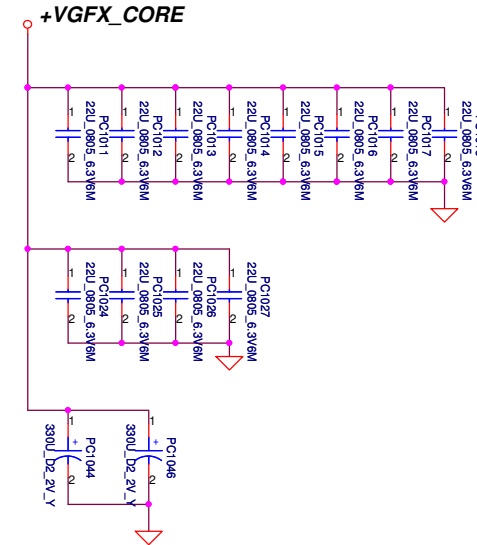 +VGFX_CORE
1
2
PC1011
22U_0805_6.3V6M
1
2
PC1012
22U_0805_6.3V6M
1
2
PC1013
22U_0805_6.3V6M
1
2
PC1014
22U_0805_6.3V6M
1
2
PC1015
22U_0805_6.3V6M
1
2
PC1016
22U_0805_6.3V6M
1
2
PC1017
22U_0805_6.3V6M
1
2
22U_0805_6.3V6M
1
2
PC1024
22U_0805_6.3V6M
1
2
PC1025
22U_0805_6.3V6M
1
2
PC1026
22U_0805_6.3V6M
1
2
PC1027
22U_0805_6.3V6M
1
+
2
PC1044
330U_D2_2V_Y
1
+
2
PC1046
330U_D2_2V_Y